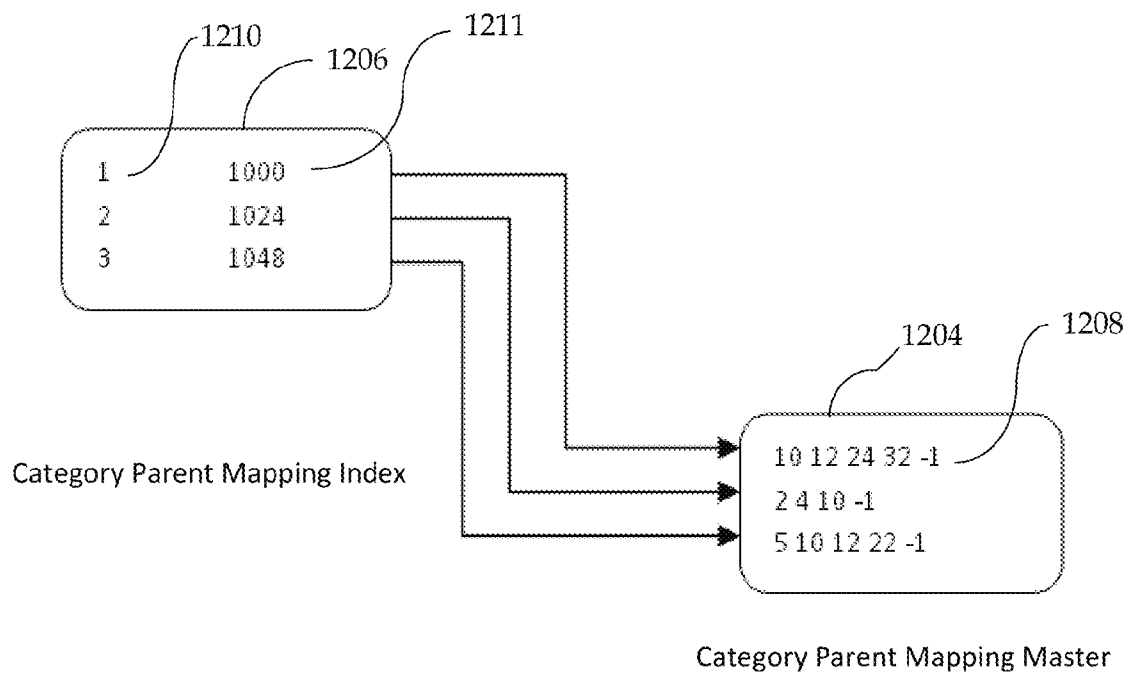 1210
1206
1211
1 1000
2 1024
3 1048
1204
1208
10 12 24 32 -1
2 4 10 -1
5 10 12 22 -1
Category Parent Mapping Index
Category Parent Mapping Master